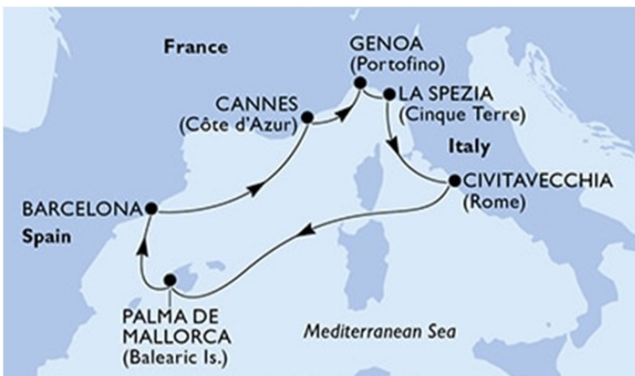 France
GENOA
(Portofino)
CANNES
(Côte d'Azur)
LA SPEZIA
(Cinque Terre)
Italy
CIVITAVECCHIA
(Rome)
BARCELONA
Spain
PALMA DE
MALLORCA
(Balearic Is.)
Mediterranean Sea